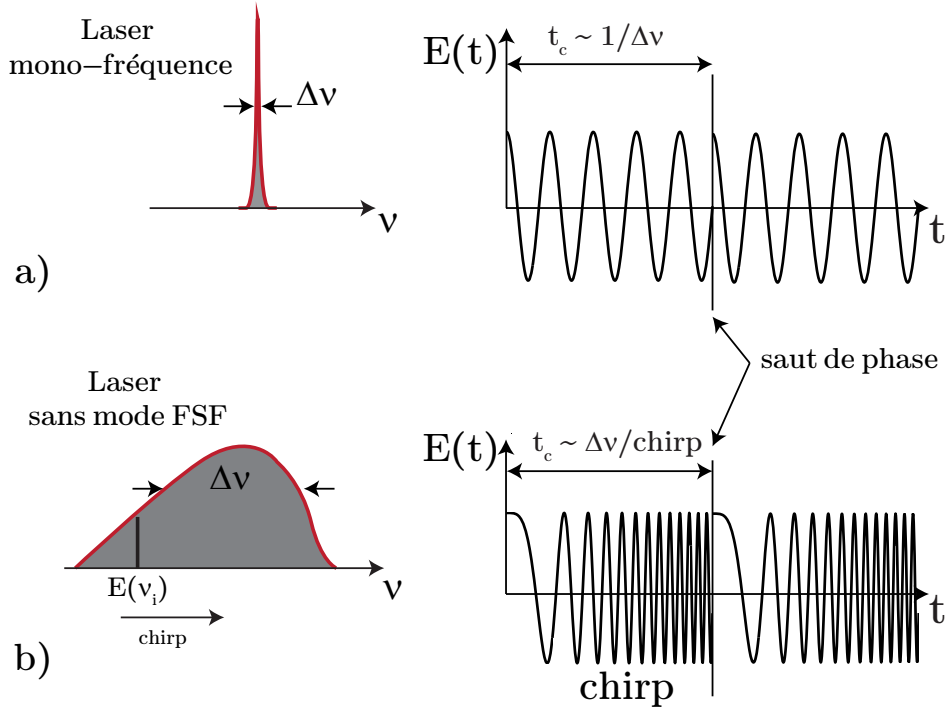 Laser
mono–fréquence
Δν
ν
a)
E(t)
t_c ~ 1/Δν
t
saut de phase
Laser
sans mode FSF
Δν
ν
E(ν_i)
chirp
b)
E(t)
t_c ~ Δν/chirp
t
chirp